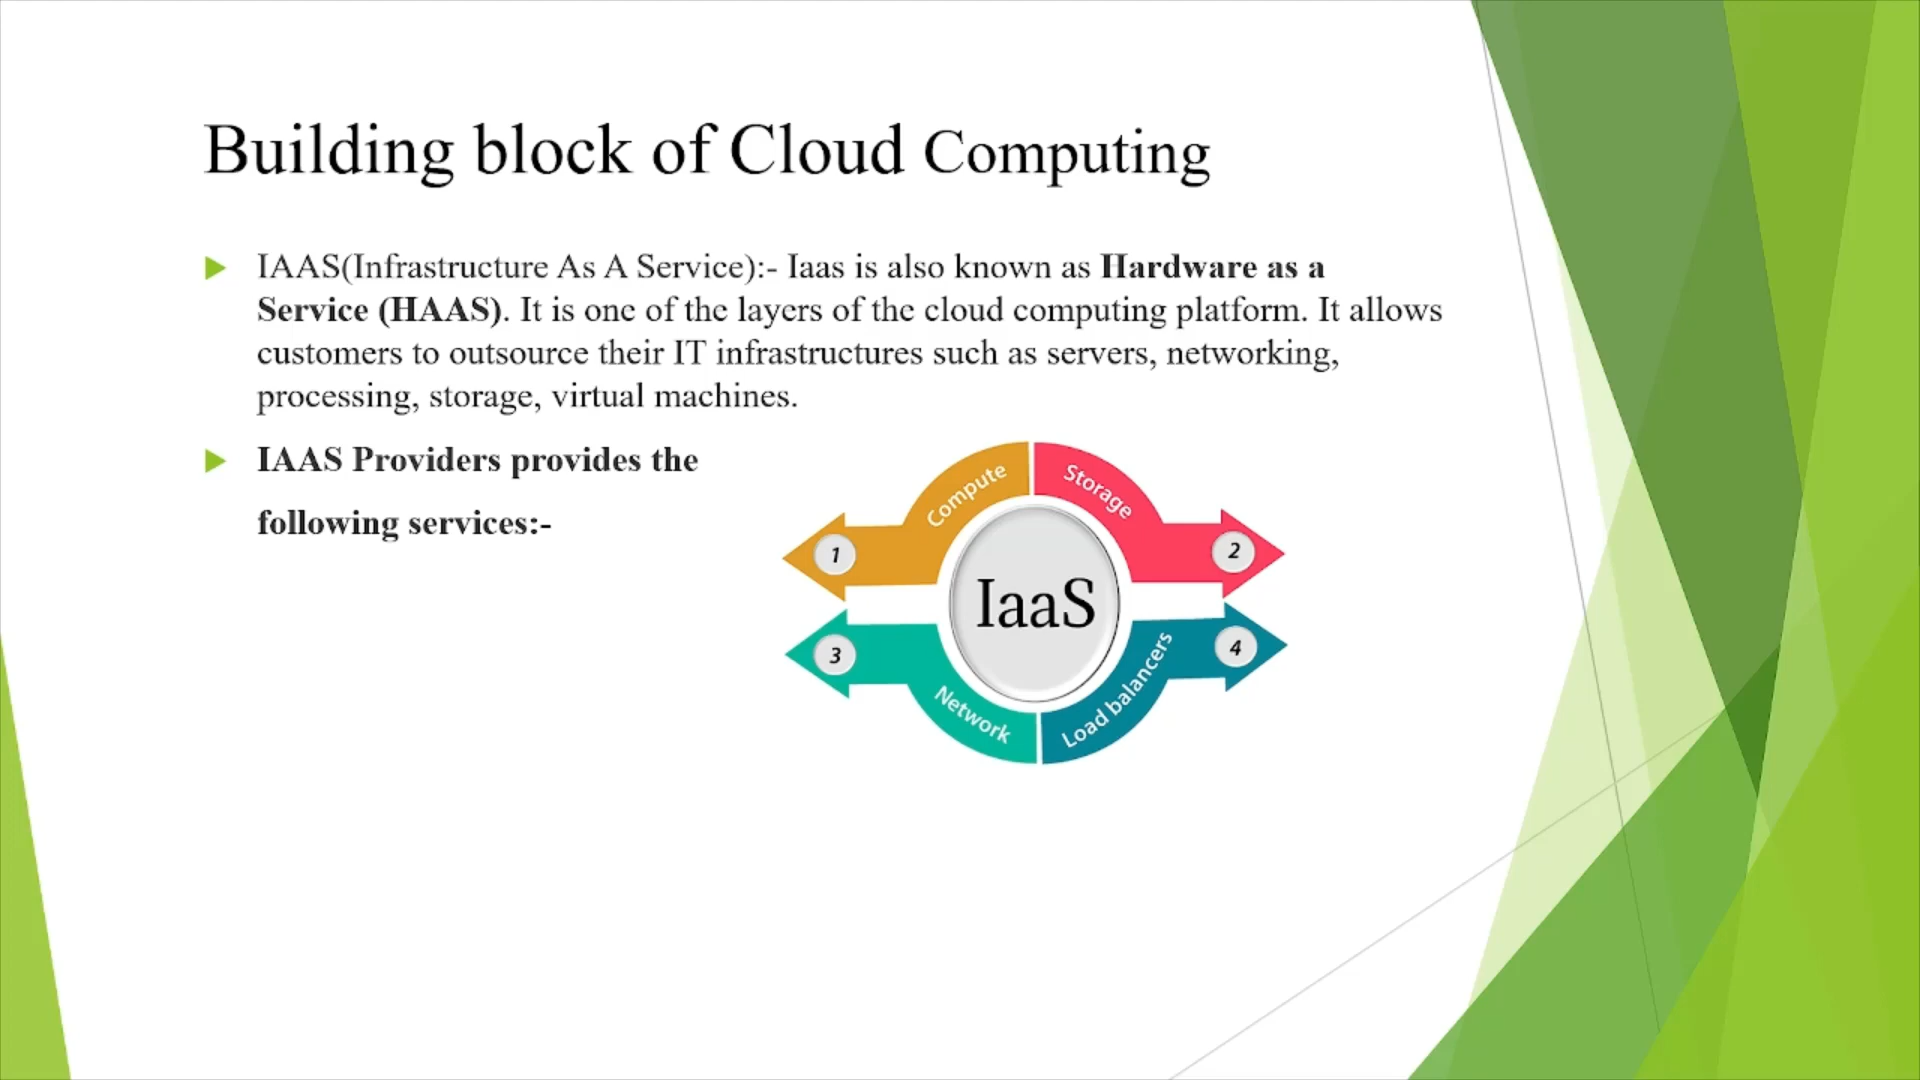 Building block of Cloud Computing
IAAS(Infrastructure As A Service):- Iaas is also known as Hardware as a
Service (HAAS). It is one of the layers of the cloud computing platform. It allows
customers to outsource their IT infrastructures such as servers, networking,
processing, storage, virtual machines.
IAAS Providers provides the
following services:-
Compute
Storage
1
2
IaaS
3
4
Network
Load balancers